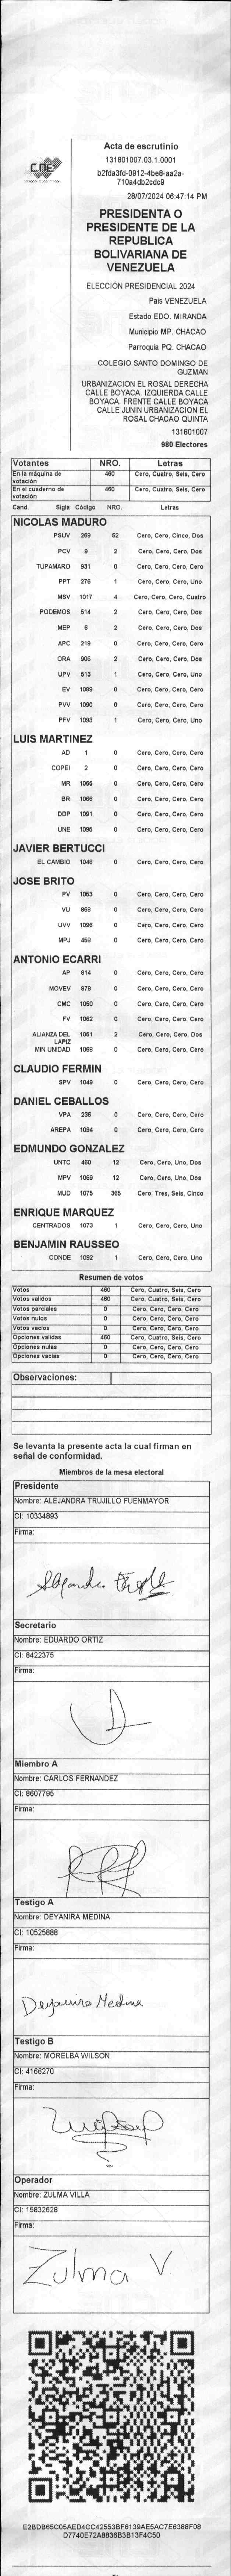 CNE
Acta de escrutinio
131801007.03.1.0001
b2fda3fd-0912-4be8-aa2a-
710a4db2cdc9
28/07/2024 06:47:14 PM
PRESIDENTA O
PRESIDENTE DE LA
REPUBLICA
BOLIVARIANA DE
VENEZUELA
ELECCIÓN PRESIDENCIAL 2024
Pais VENEZUELA
Estado EDO. MIRANDA
Municipio MP. CHACAO
Parroquia PQ. CHACAO
COLEGIO SANTO DOMINGO DE
GUZMAN
URBANIZACION EL ROSAL DERECHA
CALLE BOYACA. IZQUIERDA CALLE
BOYACA. FRENTE CALLE BOYACA
CALLE JUNIN URBANIZACION EL
ROSAL CHACAO QUINTA
131801007
980 Electores
Votantes NRO. Letras
En la máquina de votación 460 Cero, Cuatro, Seis, Cero
En el cuaderno de votación 460 Cero, Cuatro, Seis, Cero
Cand. Sigla Código NRO. Letras
NICOLAS MADURO
PSUV 269 62 Cero, Cero, Cinco, Dos
PCV 9 2 Cero, Cero, Cero, Dos
TUPAMARO 931 0 Cero, Cero, Cero, Cero
PPT 276 1 Cero, Cero, Cero, Uno
MSV 1017 4 Cero, Cero, Cero, Cuatro
PODEMOS 514 2 Cero, Cero, Cero, Dos
MEP 6 2 Cero, Cero, Cero, Dos
APC 219 0 Cero, Cero, Cero, Cero
ORA 906 2 Cero, Cero, Cero, Dos
UPV 513 1 Cero, Cero, Cero, Uno
EV 1089 0 Cero, Cero, Cero, Cero
PVV 1090 0 Cero, Cero, Cero, Cero
PFV 1093 1 Cero, Cero, Cero, Uno
LUIS MARTINEZ
AD 1 0 Cero, Cero, Cero, Cero
COPEI 2 0 Cero, Cero, Cero, Cero
MR 1065 0 Cero, Cero, Cero, Cero
BR 1066 0 Cero, Cero, Cero, Cero
DDP 1091 0 Cero, Cero, Cero, Cero
UNE 1095 0 Cero, Cero, Cero, Cero
JAVIER BERTUCCI
EL CAMBIO 1048 0 Cero, Cero, Cero, Cero
JOSE BRITO
PV 1053 0 Cero, Cero, Cero, Cero
VU 869 0 Cero, Cero, Cero, Cero
UVV 1096 0 Cero, Cero, Cero, Cero
MPJ 458 0 Cero, Cero, Cero, Cero
ANTONIO ECARRI
AP 814 0 Cero, Cero, Cero, Cero
MOVEV 878 0 Cero, Cero, Cero, Cero
CMC 1050 0 Cero, Cero, Cero, Cero
FV 1062 0 Cero, Cero, Cero, Cero
ALIANZA DEL LAPIZ 1051 2 Cero, Cero, Cero, Dos
MIN UNIDAD 1068 0 Cero, Cero, Cero, Cero
CLAUDIO FERMIN
SPV 1049 0 Cero, Cero, Cero, Cero
DANIEL CEBALLOS
VPA 236 0 Cero, Cero, Cero, Cero
AREPA 1094 0 Cero, Cero, Cero, Cero
EDMUNDO GONZALEZ
UNTC 460 12 Cero, Cero, Uno, Dos
MPV 1069 12 Cero, Cero, Uno, Dos
MUD 1075 365 Cero, Tres, Seis, Cinco
ENRIQUE MARQUEZ
CENTRADOS 1073 1 Cero, Cero, Cero, Uno
BENJAMIN RAUSSEO
CONDE 1092 1 Cero, Cero, Cero, Uno
Resumen de votos
Votos 460 Cero, Cuatro, Seis, Cero
Votos validos 460 Cero, Cuatro, Seis, Cero
Votos parciales 0 Cero, Cero, Cero, Cero
Votos nulos 0 Cero, Cero, Cero, Cero
Votos vacios 0 Cero, Cero, Cero, Cero
Opciones validas 460 Cero, Cuatro, Seis, Cero
Opciones nulas 0 Cero, Cero, Cero, Cero
Opciones vacias 0 Cero, Cero, Cero, Cero
Observaciones:
Se levanta la presente acta la cual firman en
señal de conformidad.
Miembros de la mesa electoral
Presidente
Nombre: ALEJANDRA TRUJILLO FUENMAYOR
CI: 10334893
Firma:
Secretario
Nombre: EDUARDO ORTIZ
CI: 8422375
Firma:
Miembro A
Nombre: CARLOS FERNANDEZ
CI: 8607795
Firma:
Testigo A
Nombre: DEYANIRA MEDINA
CI: 10525888
Firma:
Deyanira Medina
Testigo B
Nombre: MORELBA WILSON
CI: 4166270
Firma:
Operador
Nombre: ZULMA VILLA
CI: 15832628
Firma:
Zulma V
E2BDB65C05AED4CC42553BF6139AE5AC7E6388F08
D7740E72A8636B3B13F4C50